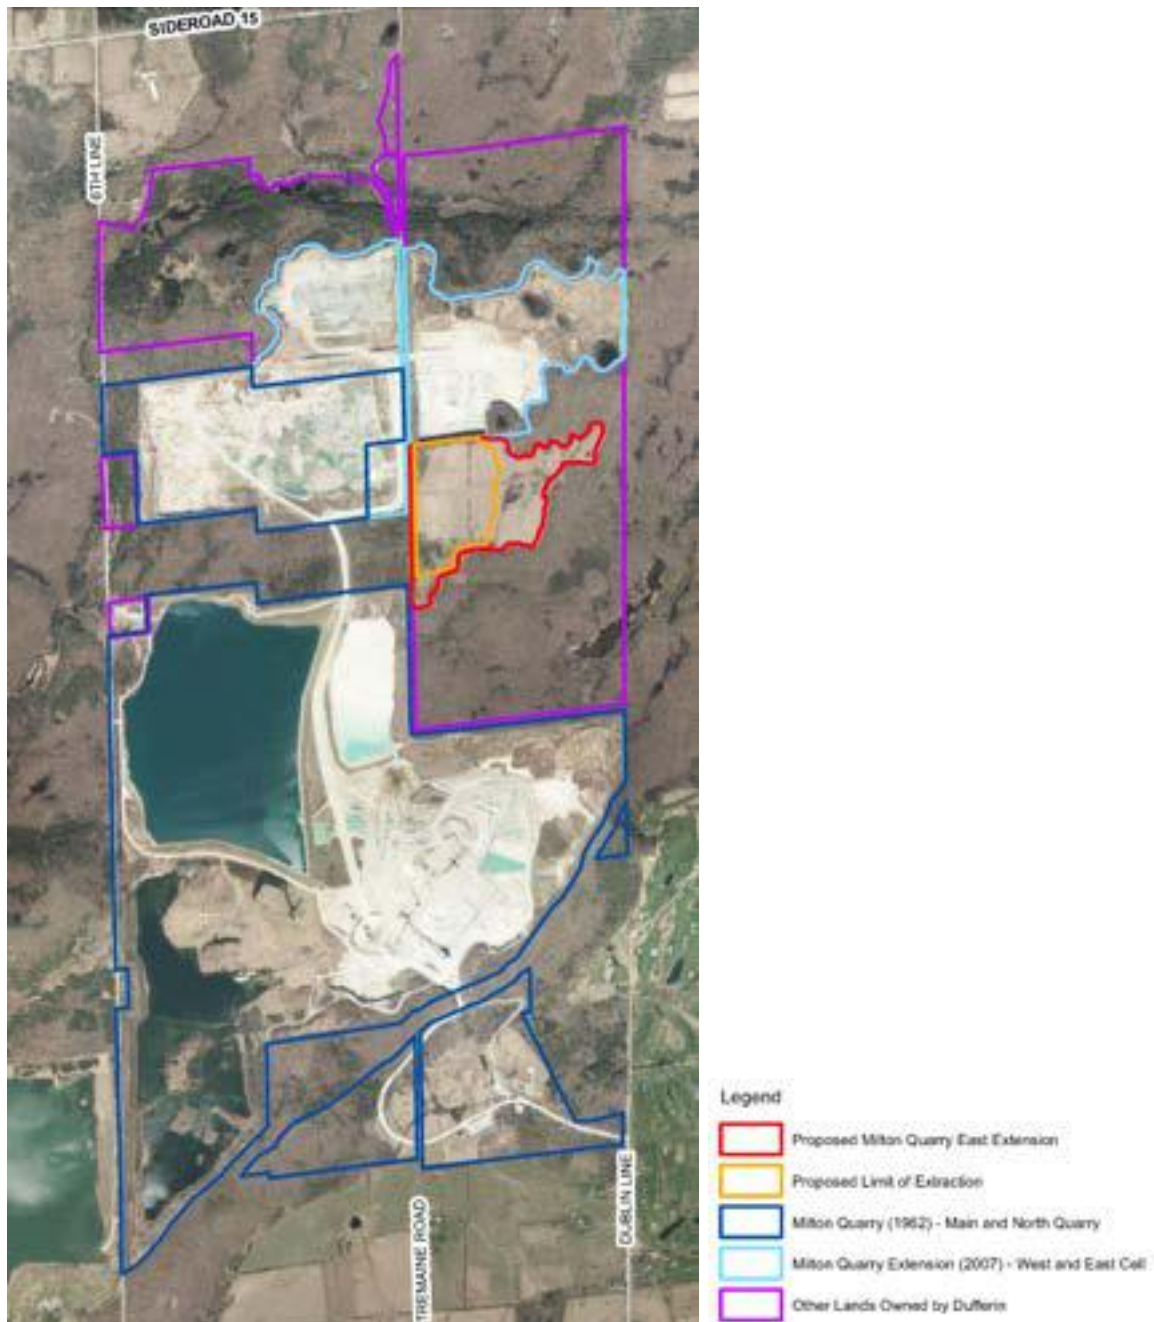 SIDEROAD 15
6TH LINE
TREMAINE ROAD
DUBLIN LINE
Legend
Proposed Milton Quarry East Extension
Proposed Limit of Extraction
Milton Quarry (1962) - Main and North Quarry
Milton Quarry Extension (2007) - West and East Cell
Other Lands Owned by Dufferin